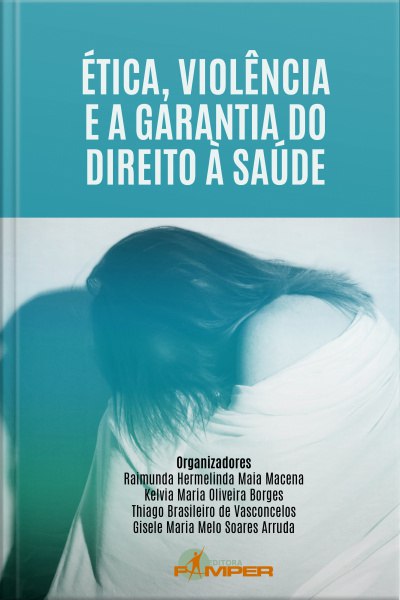 ÉTICA, VIOLÊNCIA
E A GARANTIA DO
DIREITO À SAÚDE
Organizadores
Raimunda Hermelinda Maia Macena
Kelvia Maria Oliveira Borges
Thiago Brasileiro de Vasconcelos
Gisele Maria Melo Soares Arruda
EDITORA
PAMPER